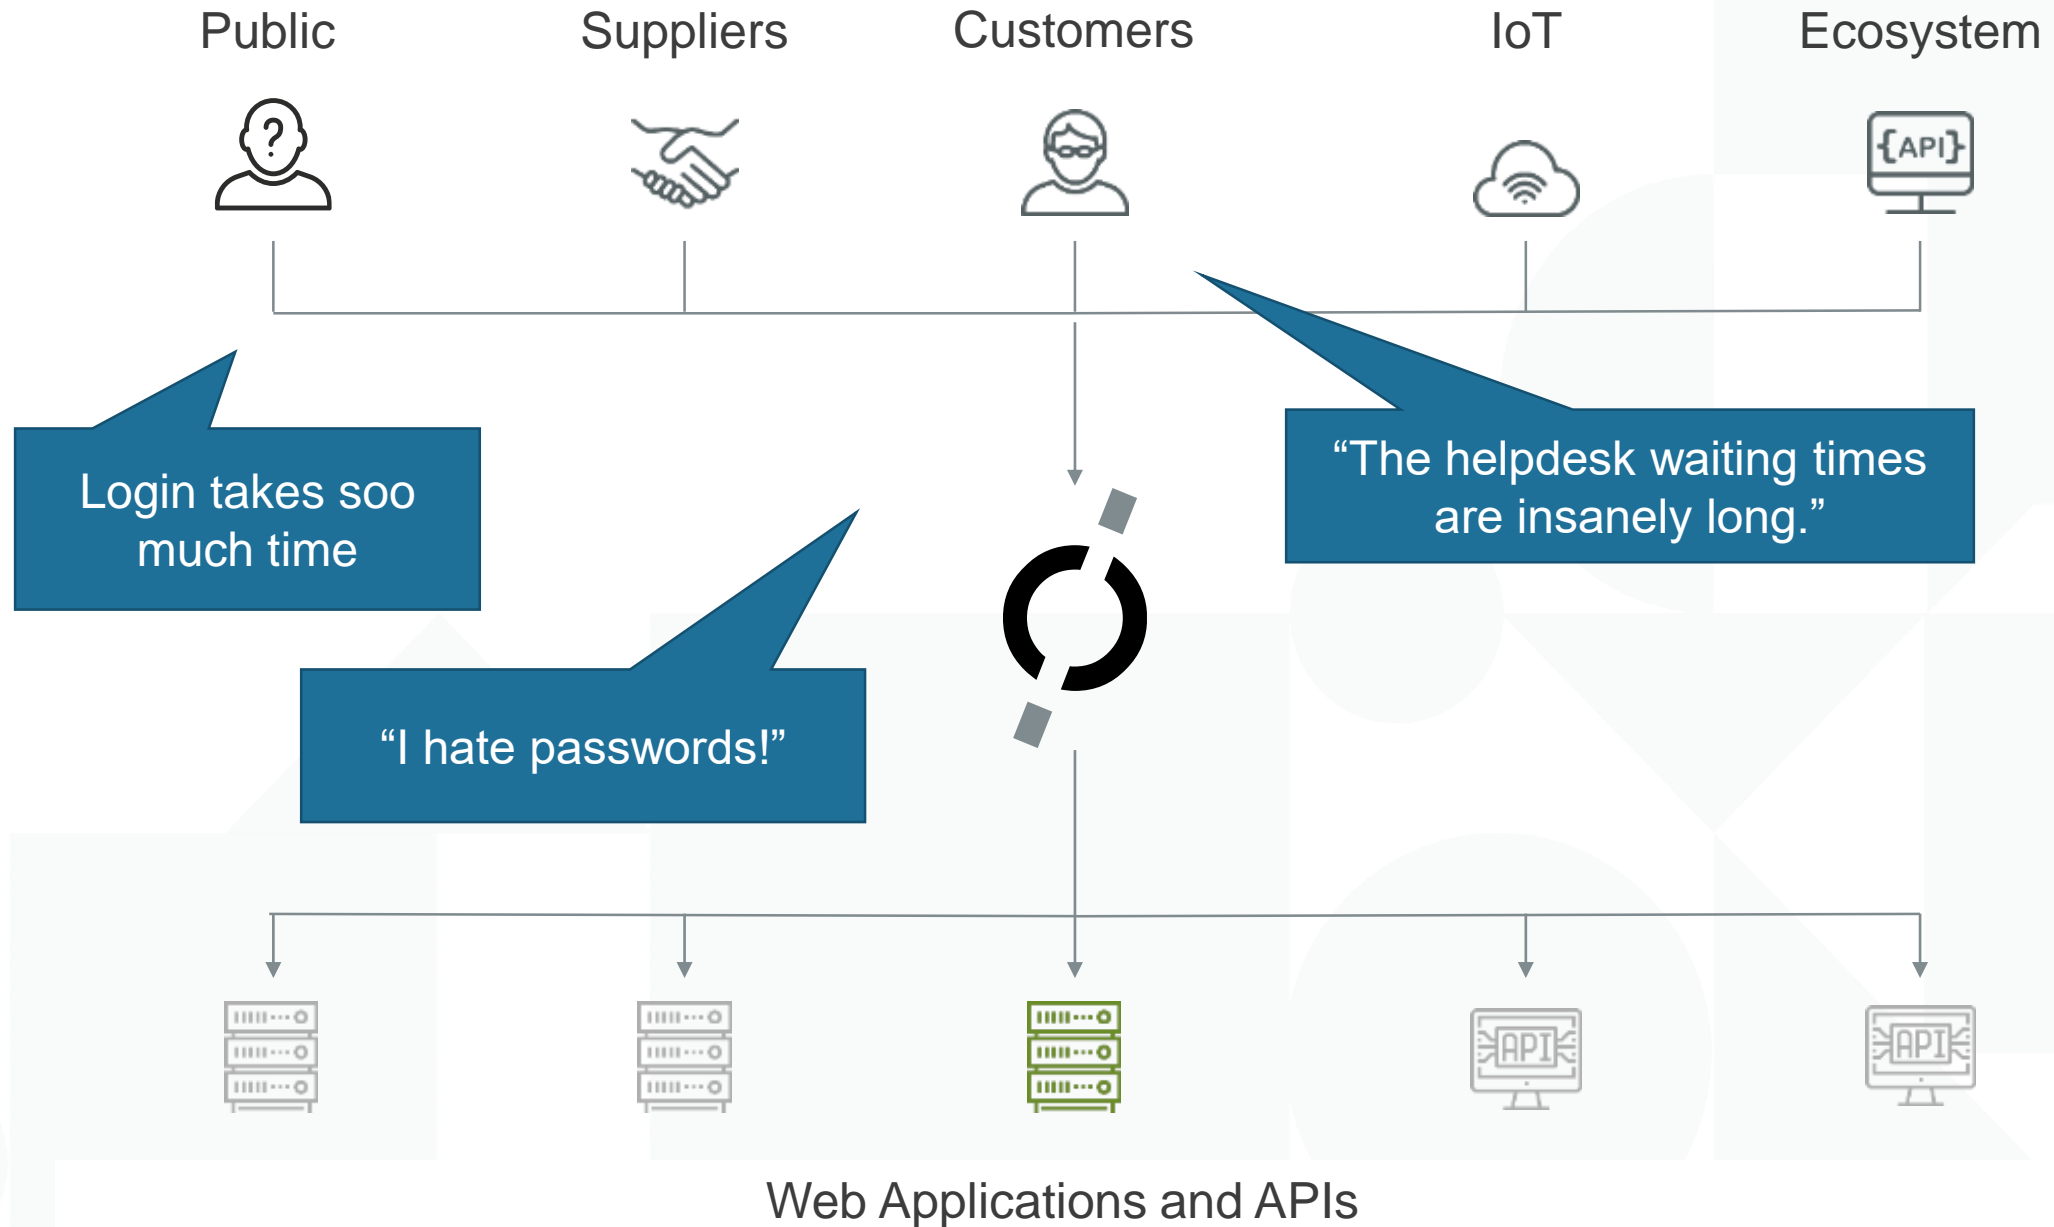 Public
Suppliers
Customers
IoT
Ecosystem
?
{API}
Login takes soo
much time
“The helpdesk waiting times
are insanely long.”
“I hate passwords!”
API
API
Web Applications and APIs